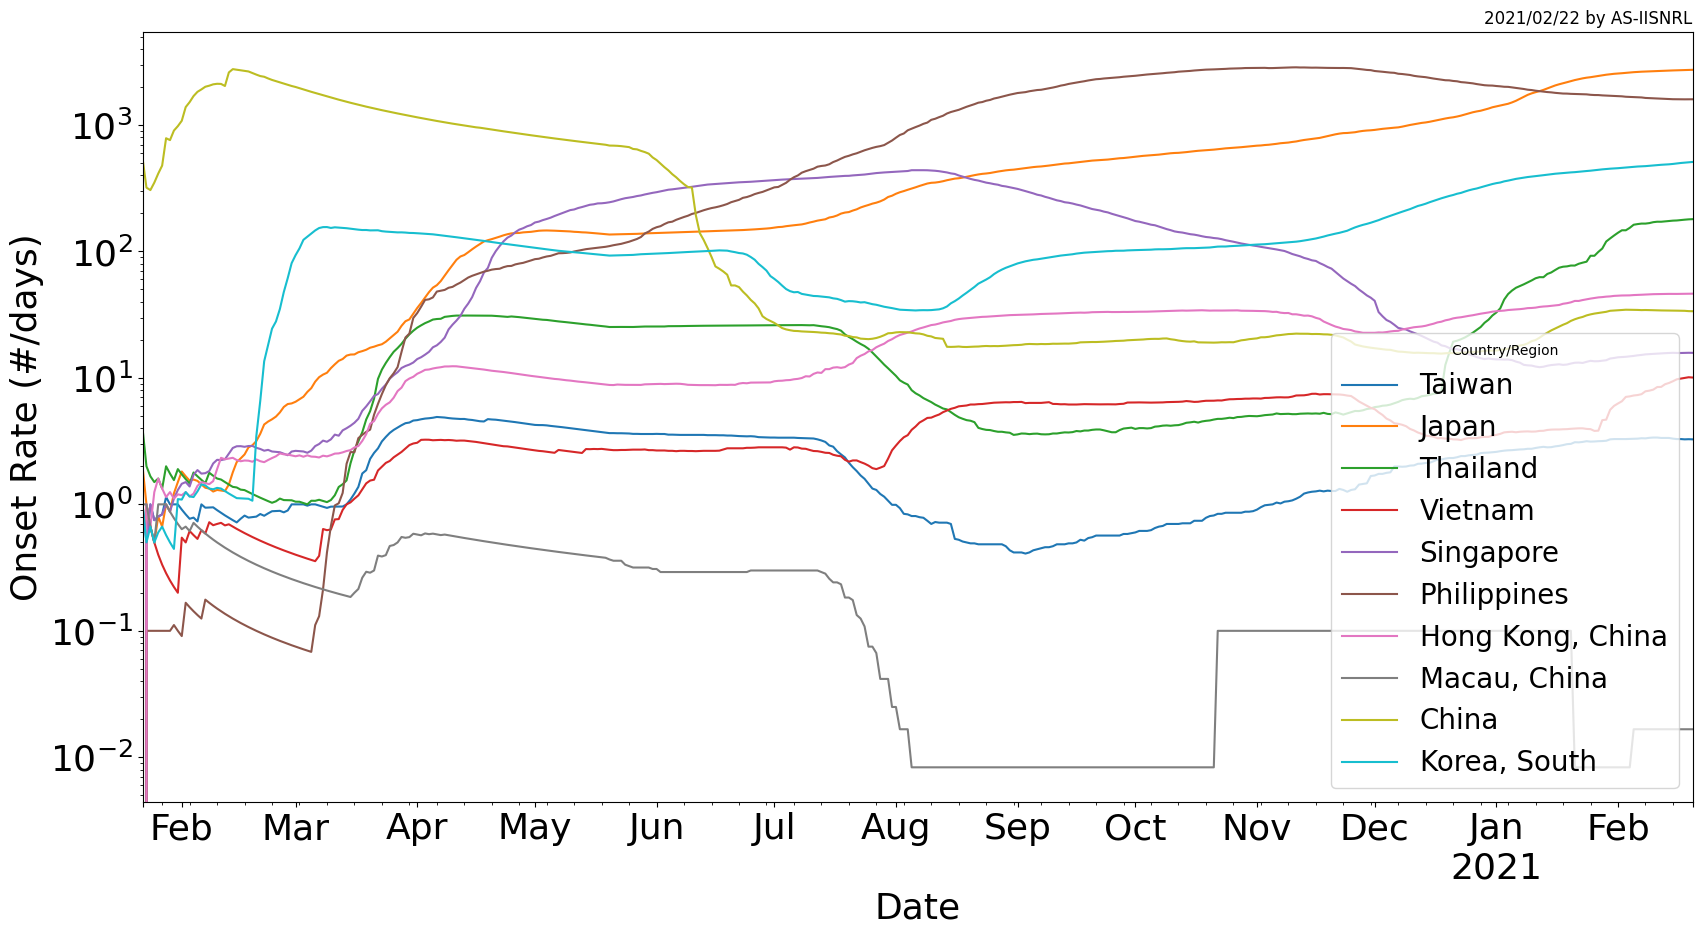 2021/02/22 by AS-IISNRL
Onset Rate (#/days)
10³
10²
10¹
10⁰
10⁻¹
10⁻²
Country/Region
Taiwan
Japan
Thailand
Vietnam
Singapore
Philippines
Hong Kong, China
Macau, China
China
Korea, South
Feb Mar Apr May Jun Jul Aug Sep Oct Nov Dec Jan Feb
2021
Date